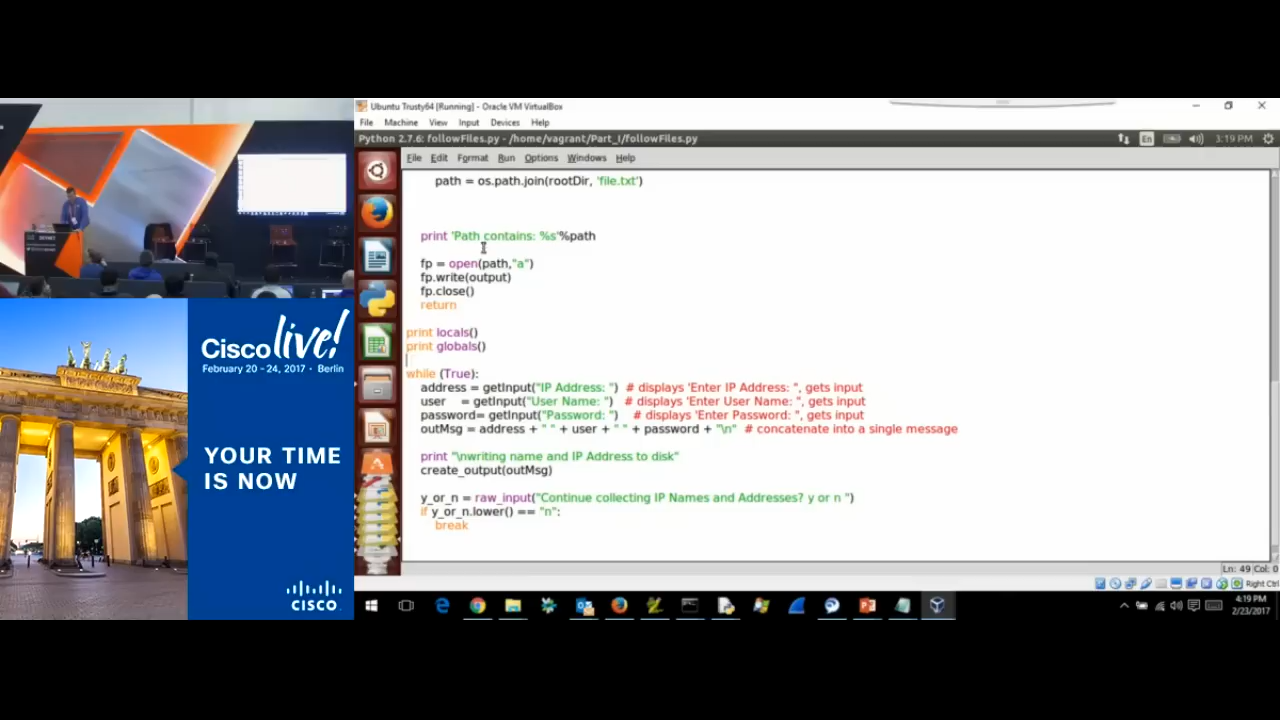 Ubuntu Trusty64 [Running] - Oracle VM VirtualBox
File Machine View Input Devices Help
Python 2.7.6: followFiles.py - /home/vagrant/Part_I/followFiles.py
En
3:19 PM
File Edit Format Run Options Windows Help
path = os.path.join(rootDir, 'file.txt')
print 'Path contains: %s'%path
fp = open(path,"a")
fp.write(output)
fp.close()
return
print locals()
print globals()
while (True):
address = getInput("IP Address: ") # displays 'Enter IP Address: ", gets input
user = getInput("User Name: ") # displays 'Enter User Name: ", gets input
password= getInput("Password: ") # displays 'Enter Password: ", gets input
outMsg = address + " " + user + " " + password + "\n" # concatenate into a single message
print "\nwriting name and IP Address to disk"
create_output(outMsg)
y_or_n = raw_input("Continue collecting IP Names and Addresses? y or n ")
if y_or_n.lower() == "n":
break
Ln: 49 Col: 0
Right Ctrl
4:19 PM
2/23/2017
Cisco live!
February 20 - 24, 2017 • Berlin
YOUR TIME
IS NOW
CISCO